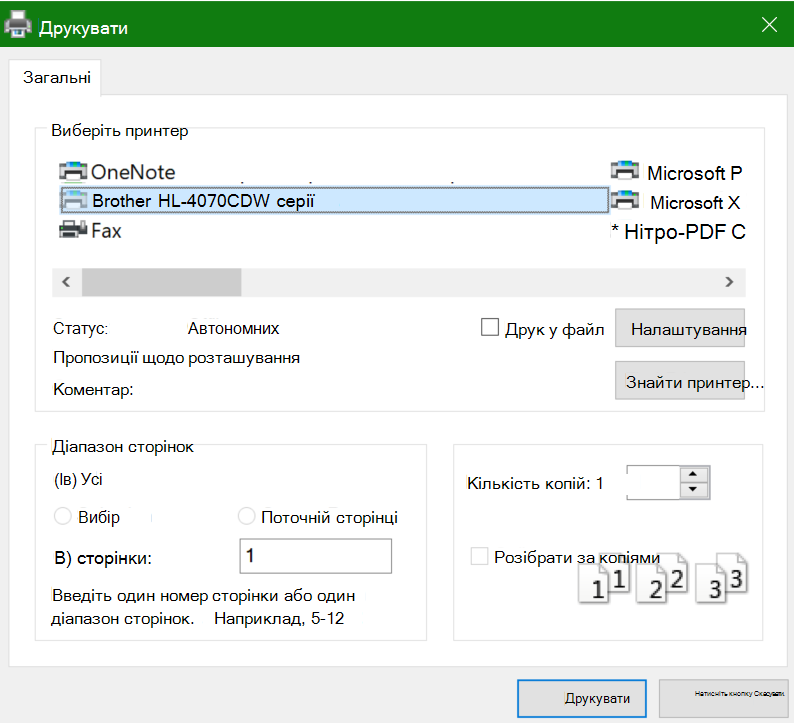 Друкувати
Загальні
Виберіть принтер
OneNote
Microsoft P
Brother HL-4070CDW серії
Microsoft X
Fax
* Нітро-PDF C
Статус: Автономних
Друк у файл
Налаштування
Пропозиції щодо розташування
Коментар:
Знайти принтер...
Діапазон сторінок
(Ів) Усі
Вибір
Поточній сторінці
В) сторінки: 1
Введіть один номер сторінки або один
діапазон сторінок. Наприклад, 5-12
Кількість копій: 1
Розібрати за копіями
1 1 2 2 3 3
Друкувати
Натисніть кнопку Скасувати.